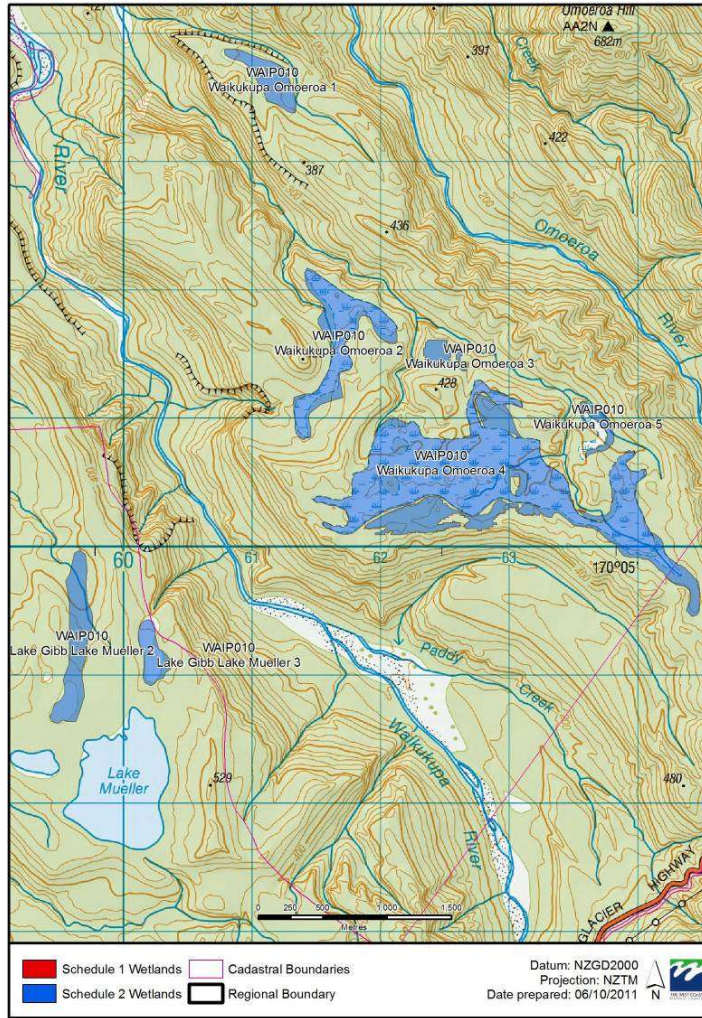 Omoeroa Hill
AA2N
682m
127
391
Creek
WAIP010
Waikukupa Omoeroa 1
River
387
422
436
Omoeroa
River
WAIP010
Waikukupa Omoeroa 2
WAIP010
Waikukupa Omoeroa 3
428
WAIP010
Waikukupa Omoeroa 5
WAIP010
Waikukupa Omoeroa 4
60
61
62
63
170°05'
WAIP010
Lake Gibb Lake Mueller 2
WAIP010
Lake Gibb Lake Mueller 3
Paddy
Creek
Waikukupa
River
Lake
Mueller
529
480
GLACIER HIGHWAY
0 250 500 1,000 1,500
Metres
Schedule 1 Wetlands
Schedule 2 Wetlands
Cadastral Boundaries
Regional Boundary
Datum: NZGD2000
Projection: NZTM
Date prepared: 06/10/2011
N
THE WEST COAST